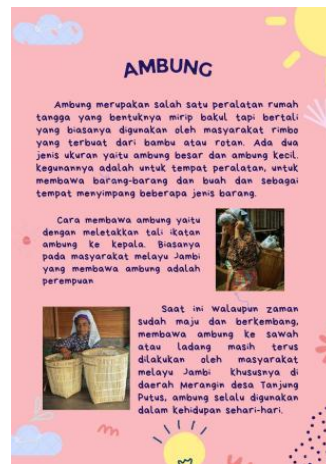 AMBUNG
Ambung merupakan salah satu peralatan rumah
tangga yang bentuknya mirip bakul tapi bertali
yang biasanya digunakan oleh masyarakat rimbo
yang terbuat dari bambu atau rotan. Ada dua
jenis ukuran yaitu ambung besar dan ambung kecil.
kegunannya adalah untuk tempat peralatan, untuk
membawa barang-barang dan buah dan sebagai
tempat menyimpang beberapa jenis barang.
Cara membawa ambung yaitu
dengan meletakkan tali ikatan
ambung ke kepala. Biasanya
pada masyarakat melayu Jambi
yang membawa ambung adalah
perempuan
Saat ini walaupun zaman
sudah maju dan berkembang,
membawa ambung ke sawah
atau ladang masih terus
dilakukan oleh masyarakat
melayu Jambi khususnya di
daerah Merangin desa Tanjung
Putus, ambung selalu digunakan
dalam kehidupan sehari-hari.